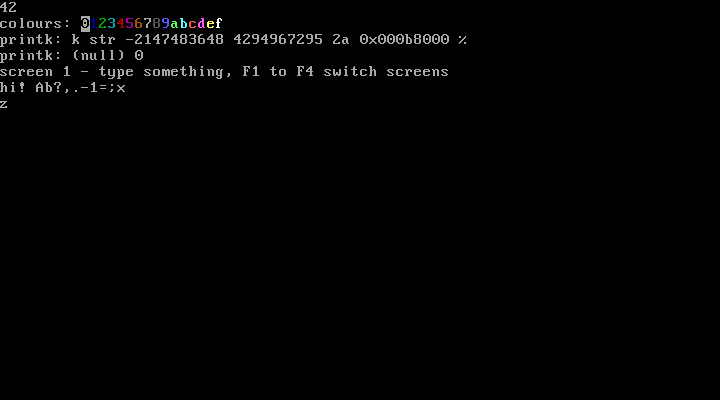 42
colours: 0123456789abcdef
printk: k str -2147483648 4294967295 2a 0x000b8000 %
printk: (null) 0
screen 1 - type something, F1 to F4 switch screens
hi! Ab?,.-1=;x
z